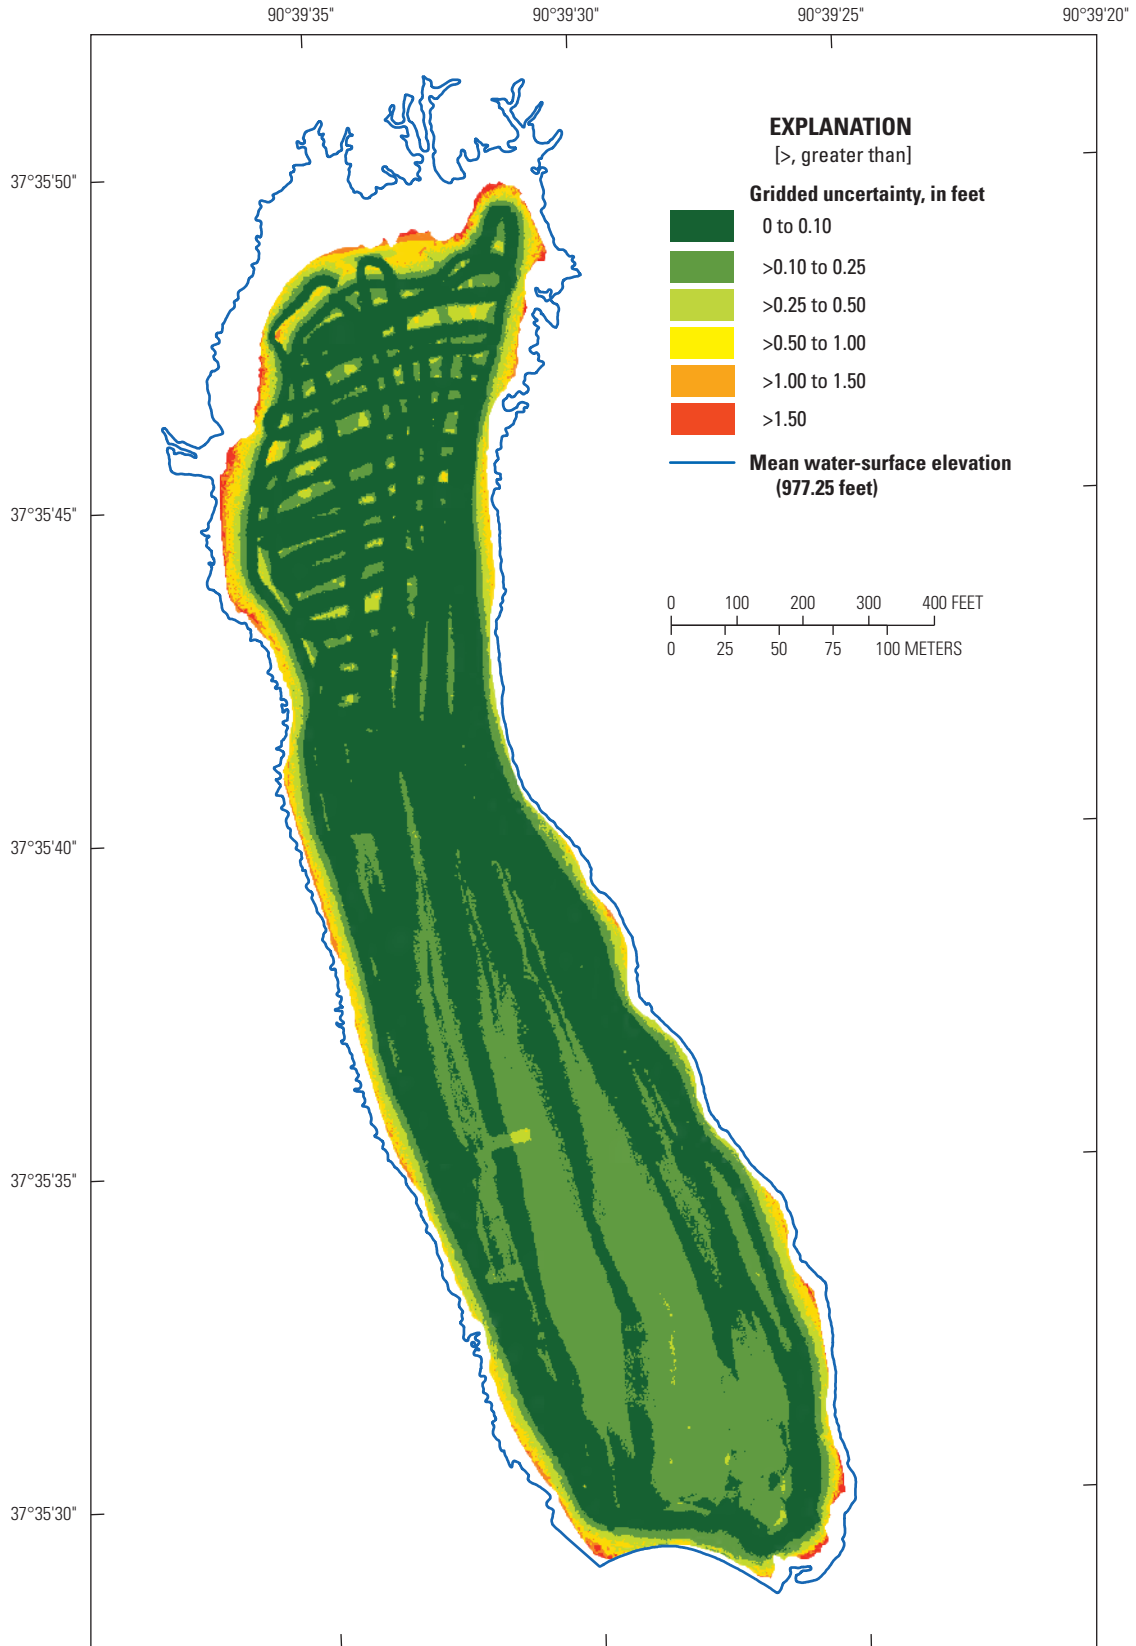 90°39'35" 90°39'30" 90°39'25" 90°39'20"
EXPLANATION
[>, greater than]
Gridded uncertainty, in feet
0 to 0.10
>0.10 to 0.25
>0.25 to 0.50
>0.50 to 1.00
>1.00 to 1.50
>1.50
Mean water-surface elevation
(977.25 feet)
0 100 200 300 400 FEET
0 25 50 75 100 METERS
37°35'50"
37°35'45"
37°35'40"
37°35'35"
37°35'30"